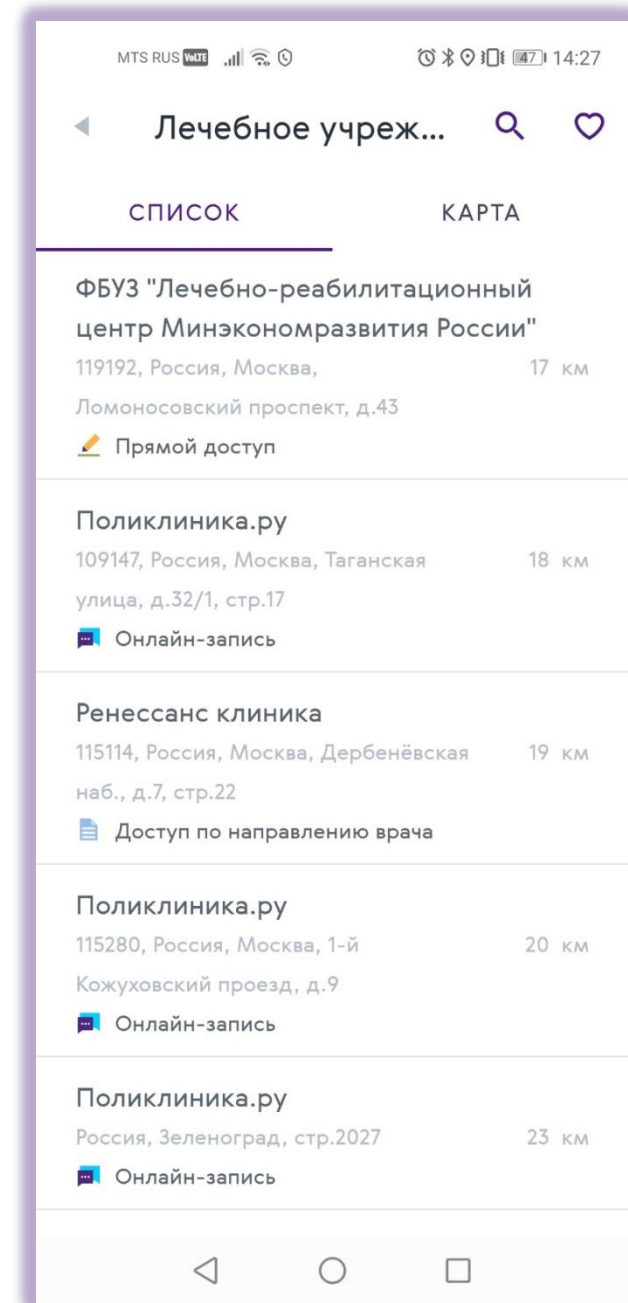 MTS RUS VoLTE 47 14:27
Лечебное учреж...
СПИСОК КАРТА
ФБУЗ "Лечебно-реабилитационный
центр Минэкономразвития России"
119192, Россия, Москва, 17 км
Ломоносовский проспект, д.43
Прямой доступ
Поликлиника.ру
109147, Россия, Москва, Таганская 18 км
улица, д.32/1, стр.17
Онлайн-запись
Ренессанс клиника
115114, Россия, Москва, Дербенёвская 19 км
наб., д.7, стр.22
Доступ по направлению врача
Поликлиника.ру
115280, Россия, Москва, 1-й 20 км
Кожуховский проезд, д.9
Онлайн-запись
Поликлиника.ру
Россия, Зеленоград, стр.2027 23 км
Онлайн-запись